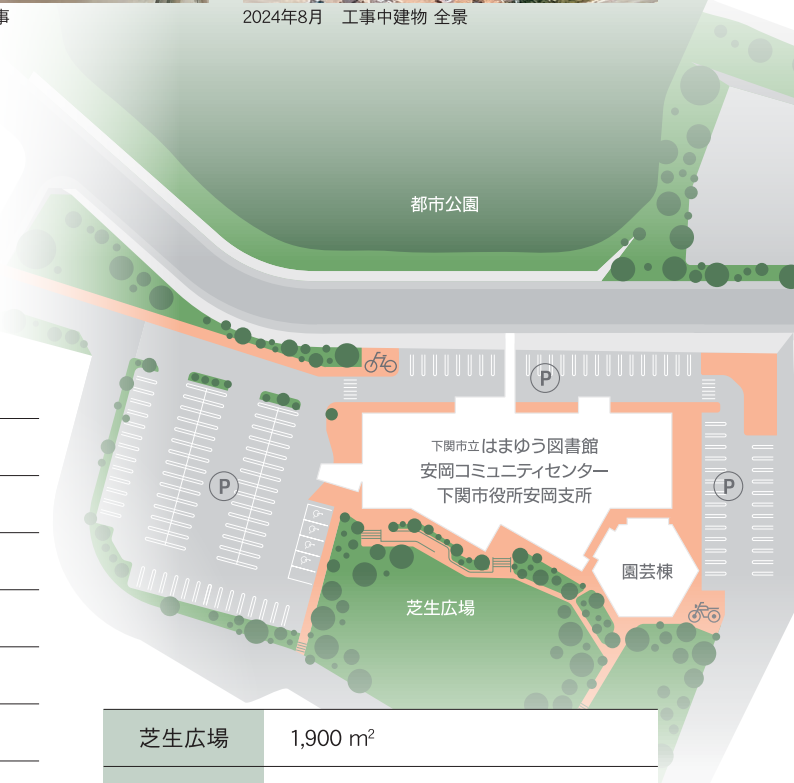 事
2024年8月　工事中建物 全景
都市公園
P
下関市立はまゆう図書館
安岡コミュニティセンター
下関市役所安岡支所
P
P
園芸棟
芝生広場
芝生広場 1,900 m²